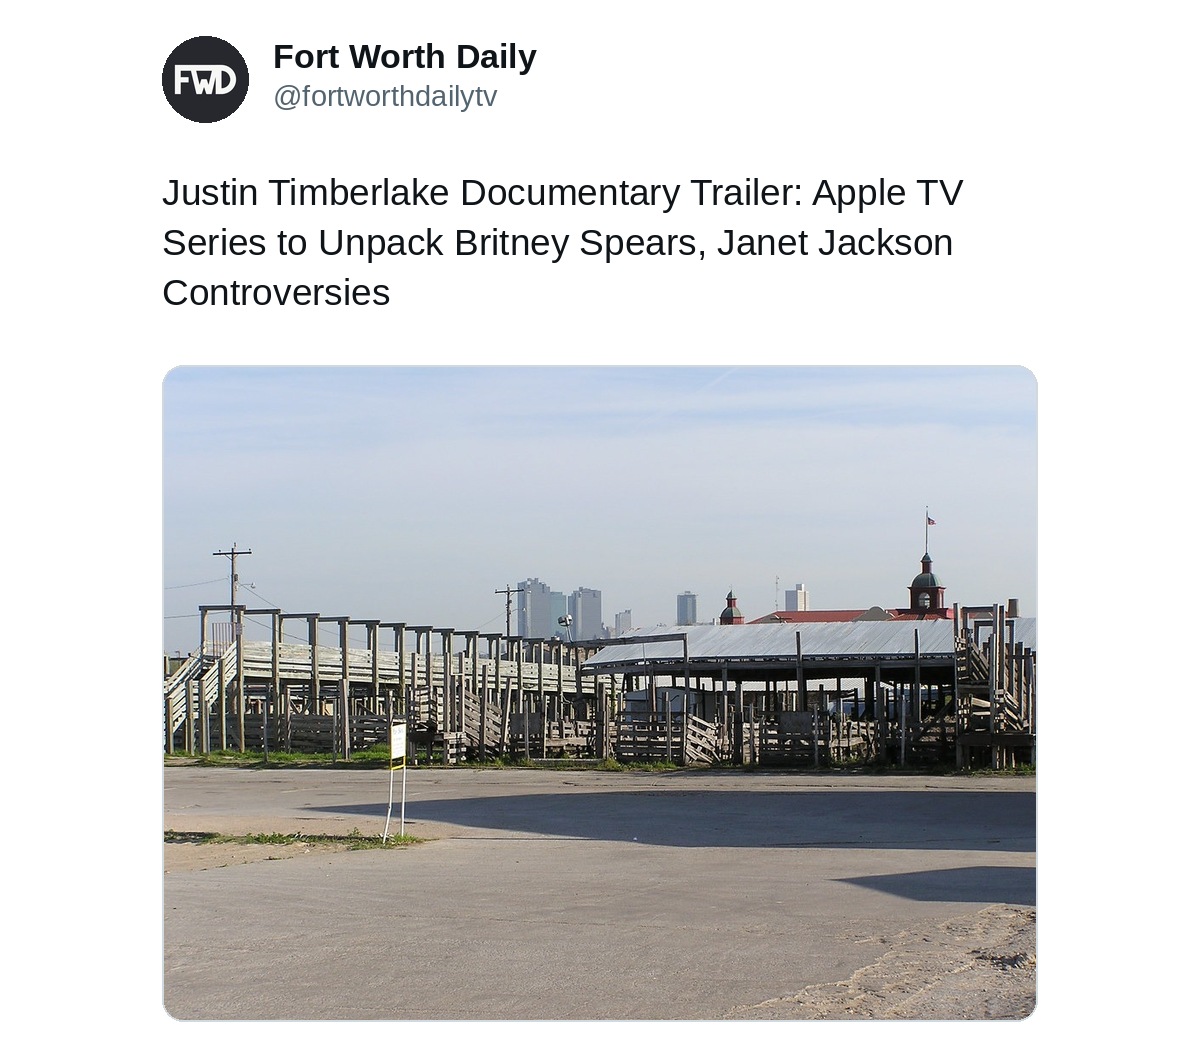 FWD
Fort Worth Daily
@fortworthdailytv
Justin Timberlake Documentary Trailer: Apple TV
Series to Unpack Britney Spears, Janet Jackson
Controversies